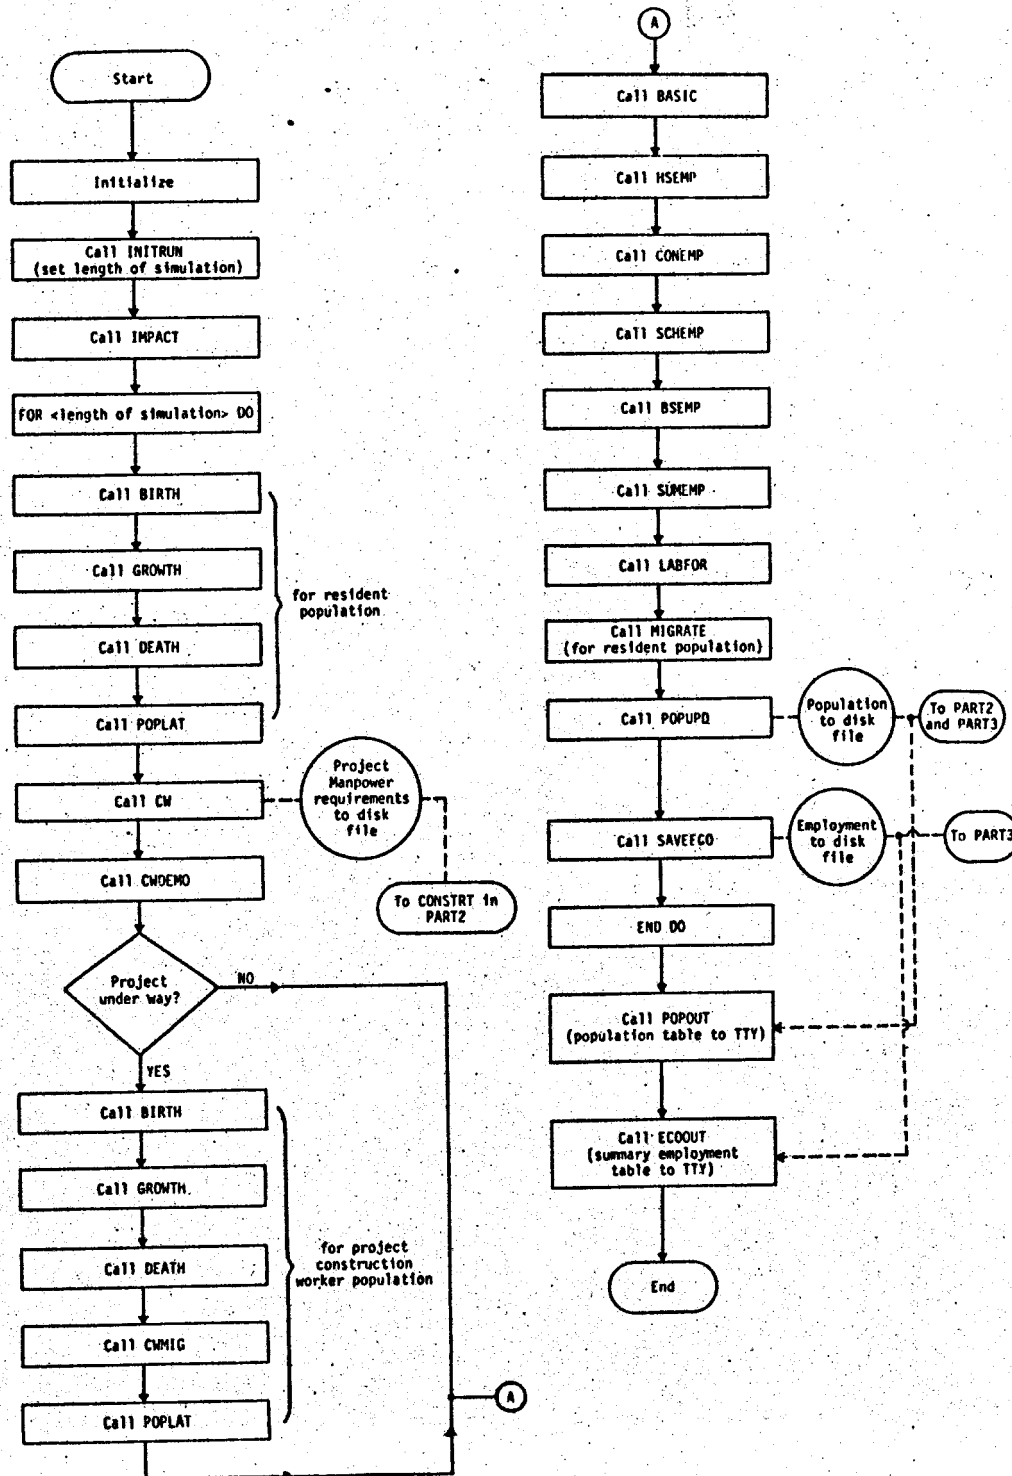 Start
Initialize
Call INITRUN
(set length of simulation)
Call IMPACT
FOR <length of simulation> DO
Call BIRTH
Call GROWTH
Call DEATH
Call POPLAT
for resident
population
Call CW
Project
Manpower
requirements
to disk
file
To CONSTRT in
PART2
Call CWDEMO
Project
under way?
NO
YES
Call BIRTH
Call GROWTH
Call DEATH
Call CWMIG
Call POPLAT
for project
construction
worker population
A
A
Call BASIC
Call HSEMP
Call CONEMP
Call SCHEMP
Call BSEMP
Call SUMEMP
Call LABFOR
Call MIGRATE
(for resident population)
Call POPUPD
Population
to disk
file
To PART2
and PART3
Call SAVEECO
Employment
to disk
file
To PART3
END DO
Call POPOUT
(population table to TTY)
Call ECOOUT
(summary employment
table to TTY)
End